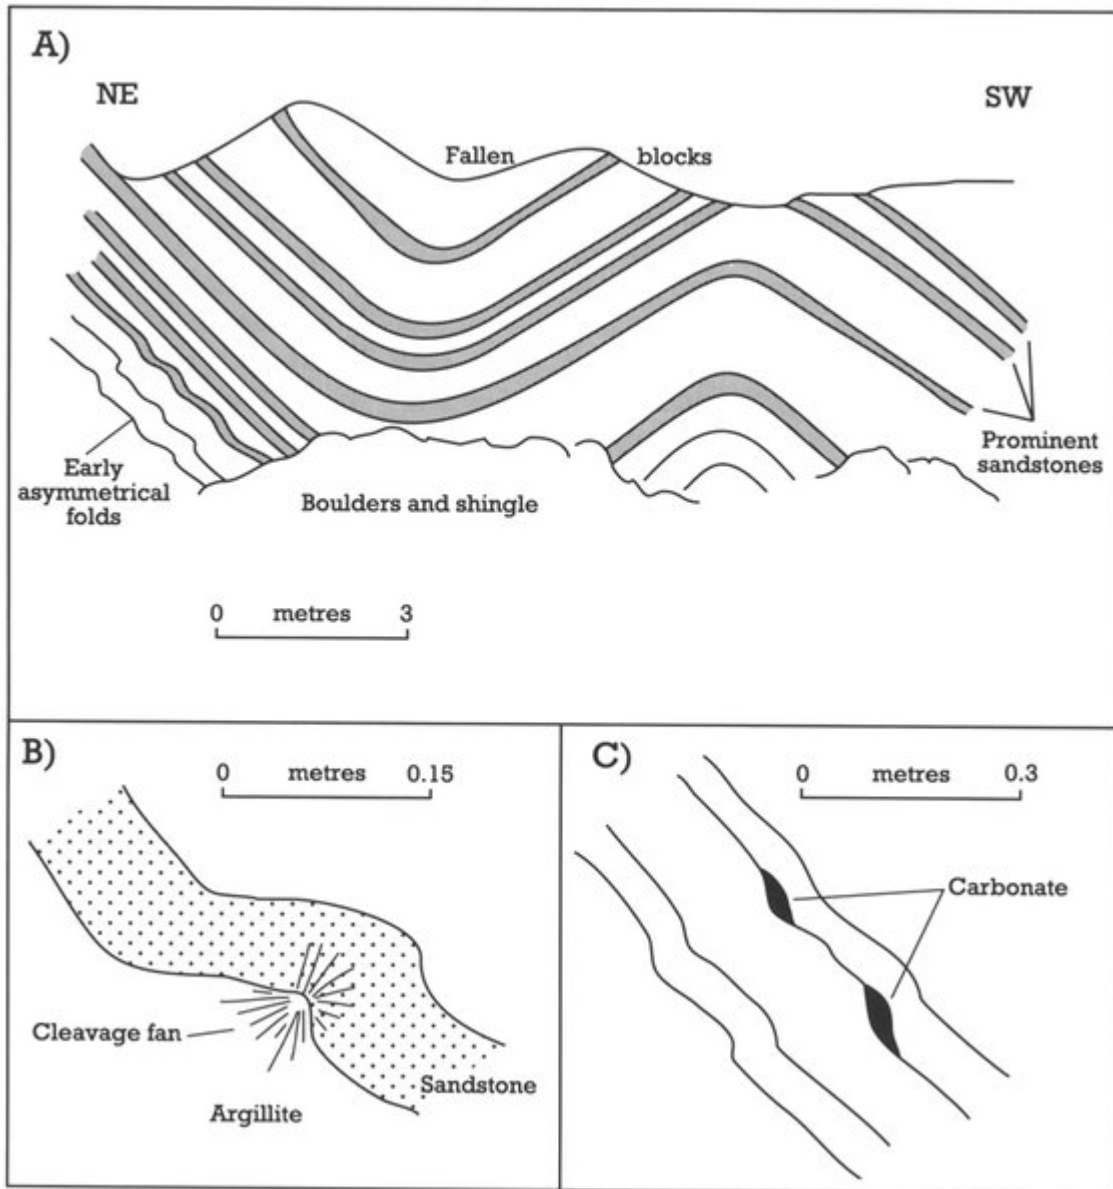 A)
NE
SW
Fallen blocks
Early
asymmetrical
folds
Boulders and shingle
Prominent
sandstones
0 metres 3
B)
0 metres 0.15
Cleavage fan
Sandstone
Argillite
C)
0 metres 0.3
Carbonate